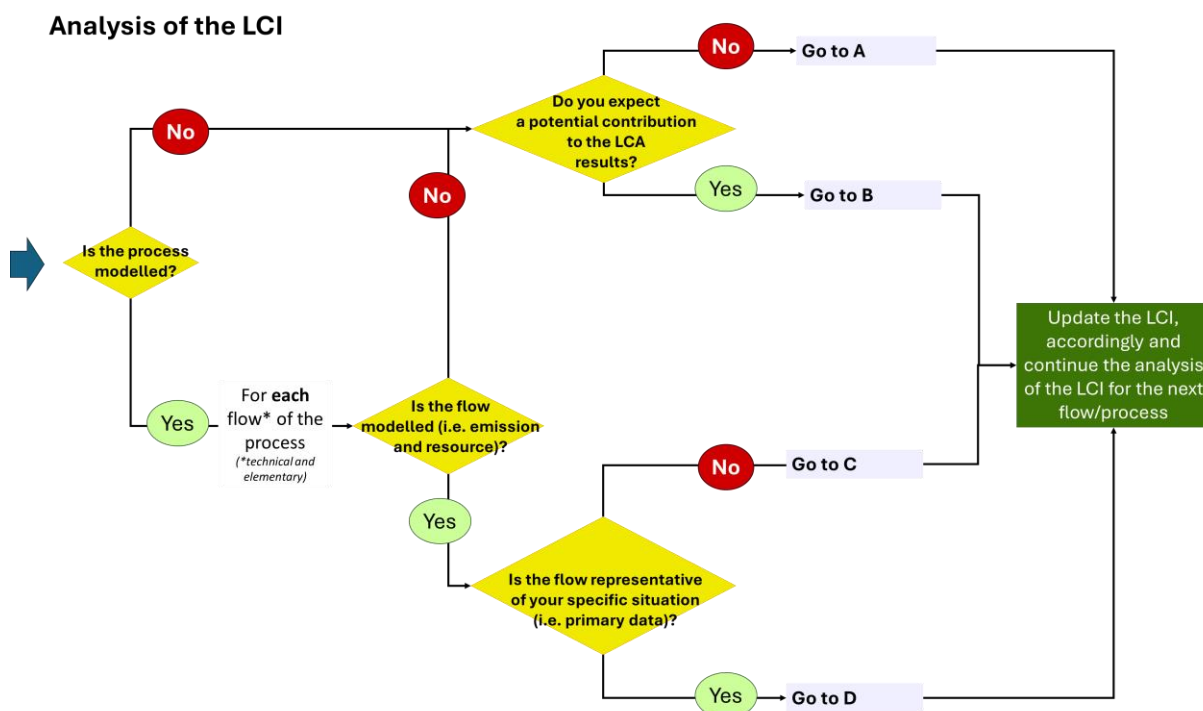 Analysis of the LCI
No
Go to A
Do you expect
a potential contribution
to the LCA
results?
No
No
Yes
Go to B
Is the process
modelled?
Update the LCI,
accordingly and
continue the analysis
of the LCI for the next
flow/process
Yes
For each
flow* of the
process
(*technical and
elementary)
Is the flow
modelled (i.e. emission
and resource)?
No
Go to C
Yes
Is the flow representative
of your specific situation
(i.e. primary data)?
Yes
Go to D